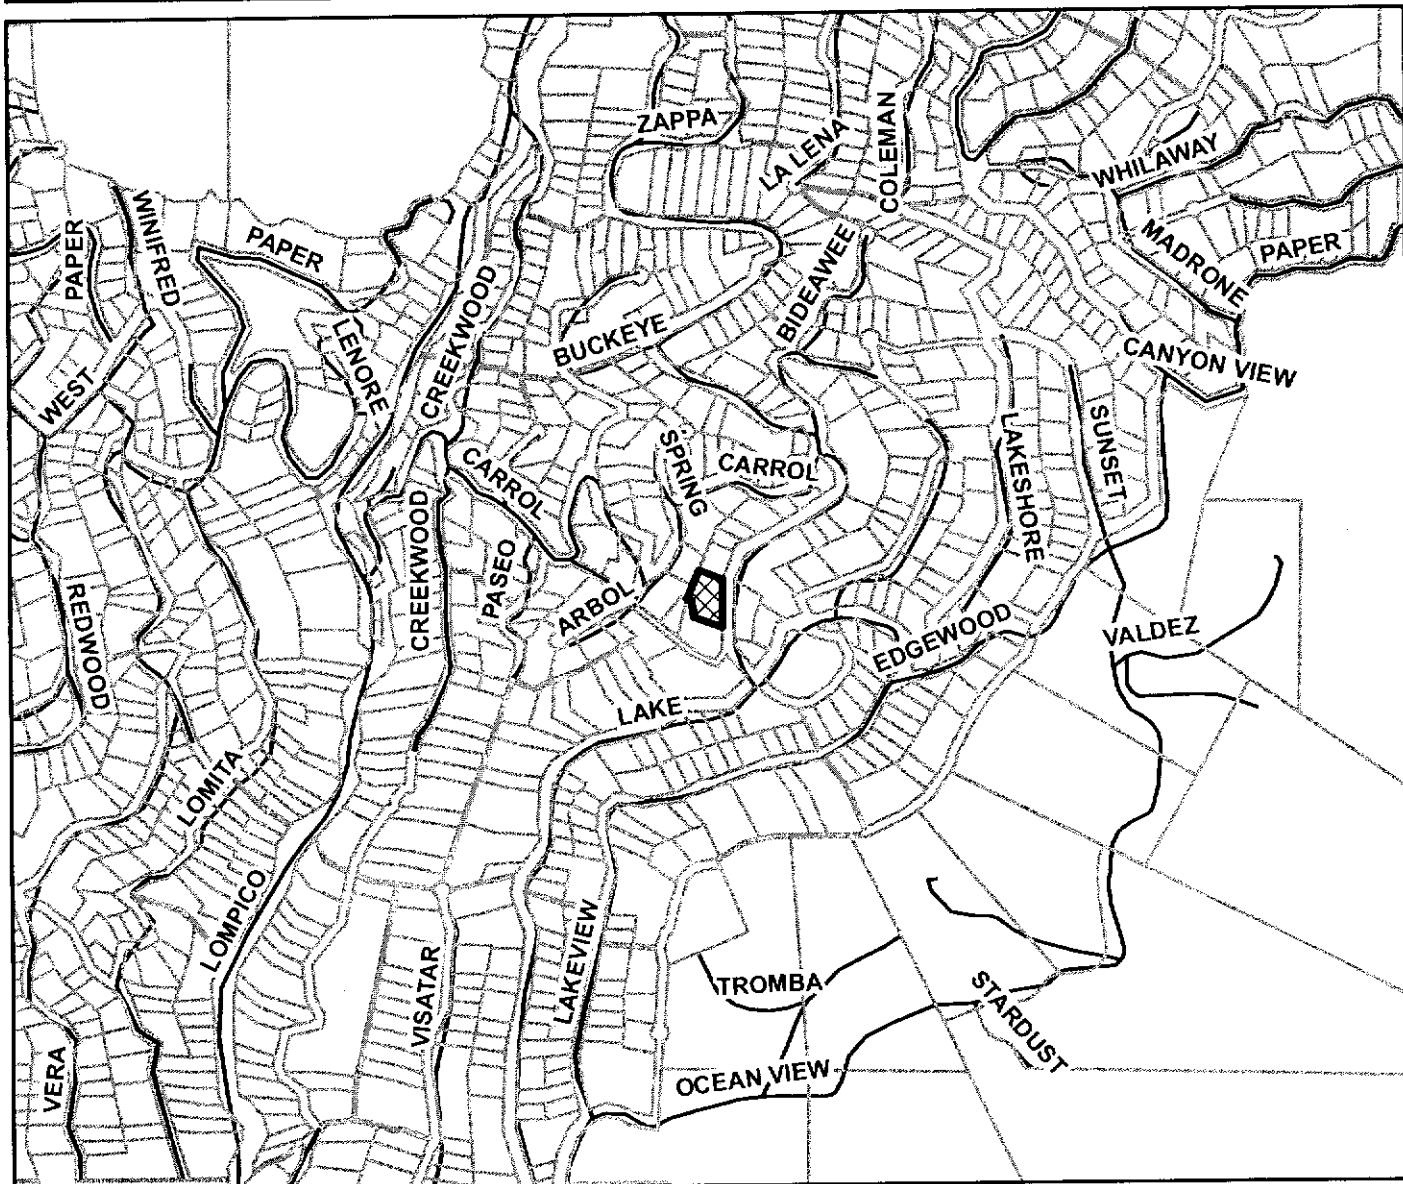 ZAPPA
LA LENA
COLEMAN
WHILAWAY
PAPER
WINIFRED
PAPER
BIDEAWEE
MADRONE
PAPER
CREEKWOOD
LENORE
BUCKEYE
CANYON VIEW
WEST
LAKESHORE
SUNSET
SPRING
CARROL
CARROL
CREEKWOOD
PASEO
ARBOL
REDWOOD
EDGEWOOD
VALDEZ
LAKE
LOMITA
LOMPICO
LAKEVIEW
VISATAR
TROMBA
STARDUST
VERA
OCEAN VIEW